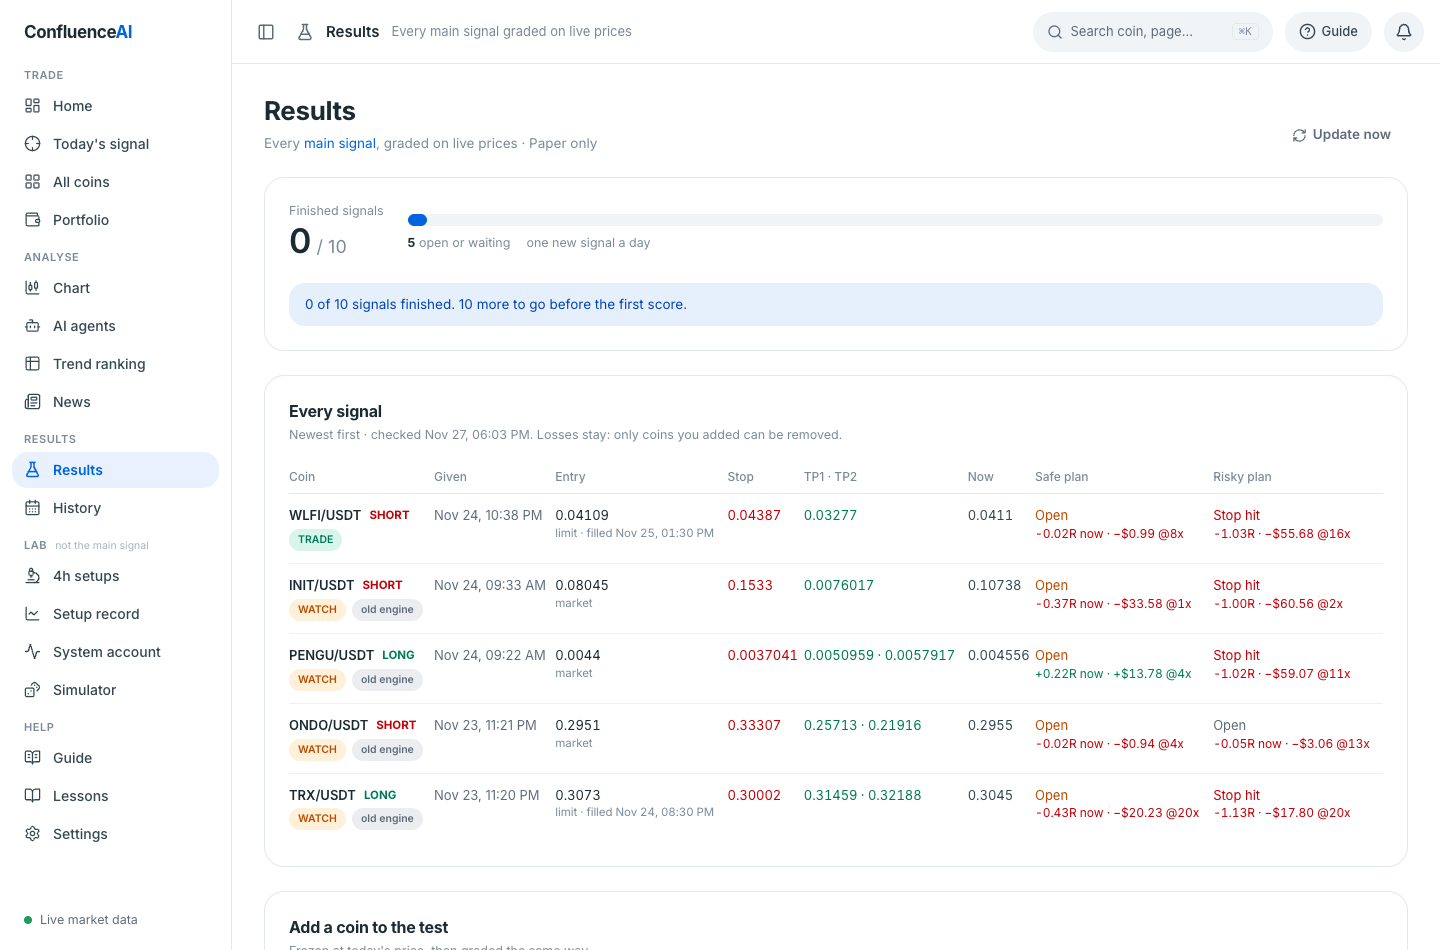 ConfluenceAI
TRADE
Home
Today's signal
All coins
Portfolio
ANALYSE
Chart
AI agents
Trend ranking
News
RESULTS
Results
History
LAB not the main signal
4h setups
Setup record
System account
Simulator
HELP
Guide
Lessons
Settings
Live market data
Results Every main signal graded on live prices
Search coin, page... ⌘K
Guide
Results
Every main signal, graded on live prices · Paper only
Update now
Finished signals
0 / 10
5 open or waiting one new signal a day
0 of 10 signals finished. 10 more to go before the first score.
Every signal
Newest first · checked Nov 27, 06:03 PM. Losses stay: only coins you added can be removed.
Coin Given Entry Stop TP1 · TP2 Now Safe plan Risky plan
WLFI/USDT SHORT Nov 24, 10:38 PM 0.04109 0.04387 0.03277 0.0411 Open Stop hit
TRADE limit · filled Nov 25, 01:30 PM -0.02R now · −$0.99 @8x -1.03R · −$55.68 @16x
INIT/USDT SHORT Nov 24, 09:33 AM 0.08045 0.1533 0.0076017 0.10738 Open Stop hit
WATCH old engine market -0.37R now · −$33.58 @1x -1.00R · −$60.56 @2x
PENGU/USDT LONG Nov 24, 09:22 AM 0.0044 0.0037041 0.0050959 · 0.0057917 0.004556 Open Stop hit
WATCH old engine market +0.22R now · +$13.78 @4x -1.02R · −$59.07 @11x
ONDO/USDT SHORT Nov 23, 11:21 PM 0.2951 0.33307 0.25713 · 0.21916 0.2955 Open Open
WATCH old engine market -0.02R now · −$0.94 @4x -0.05R now · −$3.06 @13x
TRX/USDT LONG Nov 23, 11:20 PM 0.3073 0.30002 0.31459 · 0.32188 0.3045 Open Stop hit
WATCH old engine limit · filled Nov 24, 08:30 PM -0.43R now · −$20.23 @20x -1.13R · −$17.80 @20x
Add a coin to the test
Frozen at today's price, then graded the same way